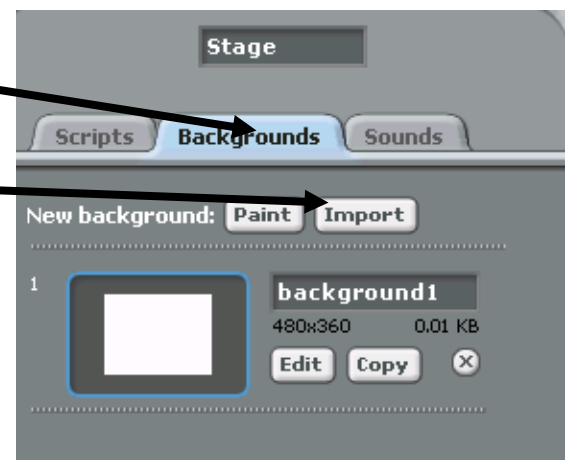 Stage
Scripts Backgrounds Sounds
New background: Paint Import
1
background1
480x360 0.01 KB
Edit Copy